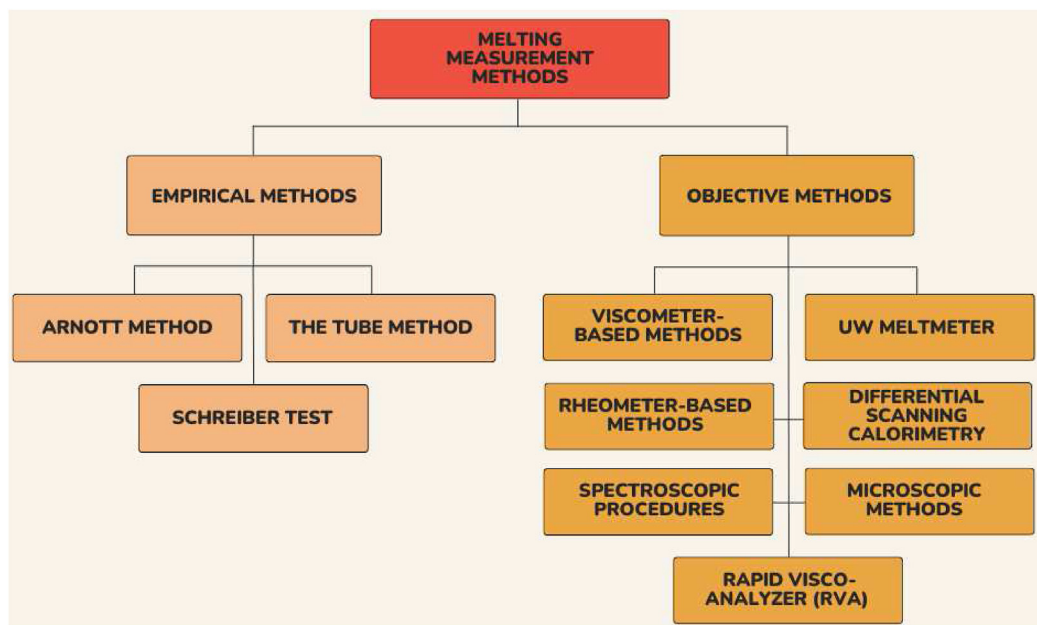 MELTING
MEASUREMENT
METHODS
EMPIRICAL METHODS
OBJECTIVE METHODS
ARNOTT METHOD
THE TUBE METHOD
SCHREIBER TEST
VISCOMETER-
BASED METHODS
UW MELTMETER
RHEOMETER-BASED
METHODS
DIFFERENTIAL
SCANNING
CALORIMETRY
SPECTROSCOPIC
PROCEDURES
MICROSCOPIC
METHODS
RAPID VISCO-
ANALYZER (RVA)